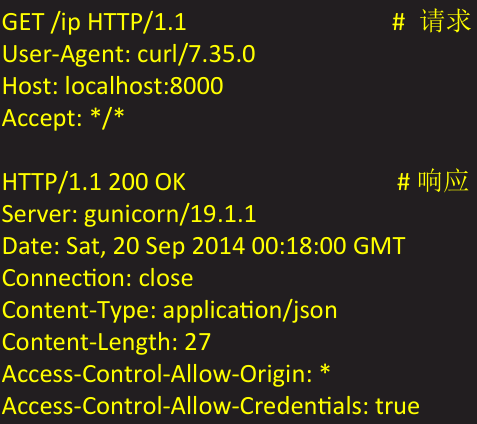 GET /ip HTTP/1.1 # 请求
User-Agent: curl/7.35.0
Host: localhost:8000
Accept: */*
HTTP/1.1 200 OK # 响应
Server: gunicorn/19.1.1
Date: Sat, 20 Sep 2014 00:18:00 GMT
Connection: close
Content-Type: application/json
Content-Length: 27
Access-Control-Allow-Origin: *
Access-Control-Allow-Credentials: true